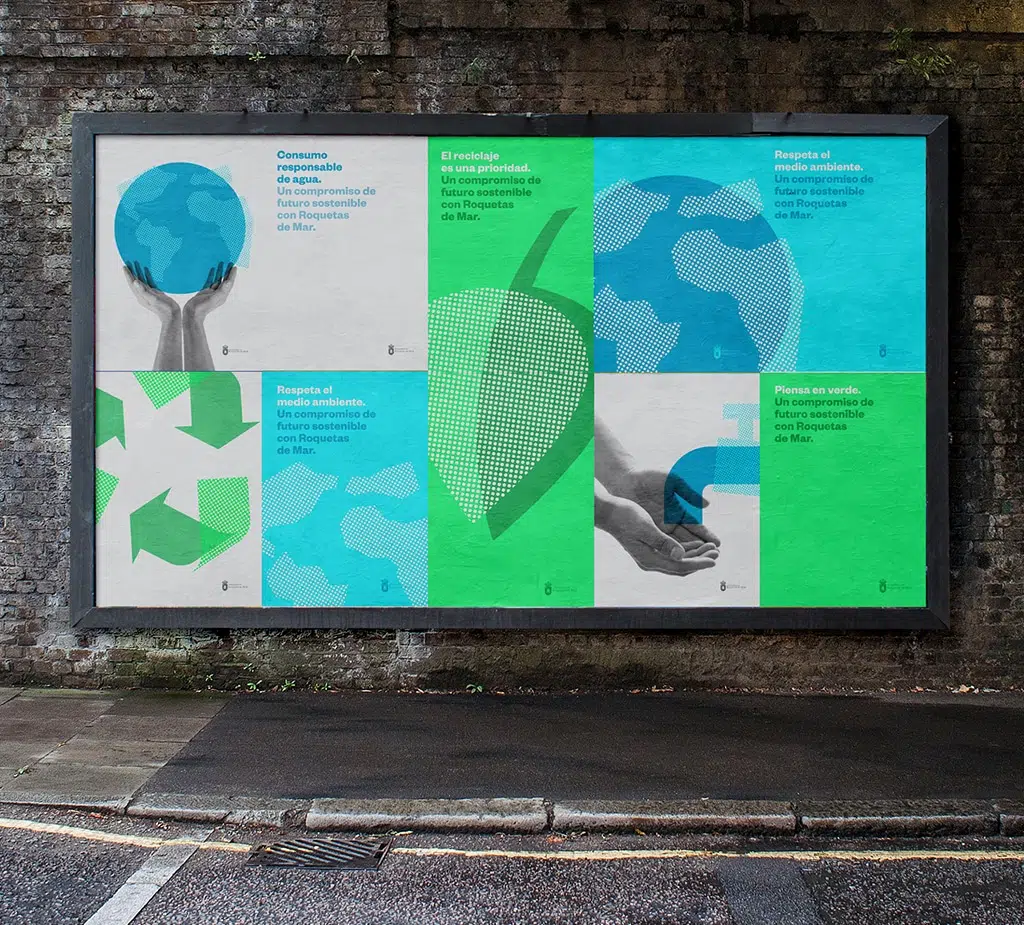 Consumo
responsable
de agua.
Un compromiso de
futuro sostenible
con Roquetas
de Mar.
El reciclaje
es una prioridad.
Un compromiso de
futuro sostenible
con Roquetas
de Mar.
Respeta el
medio ambiente.
Un compromiso de
futuro sostenible
con Roquetas
de Mar.
Respeta el
medio ambiente.
Un compromiso de
futuro sostenible
con Roquetas
de Mar.
Piensa en verde.
Un compromiso de
futuro sostenible
con Roquetas
de Mar.